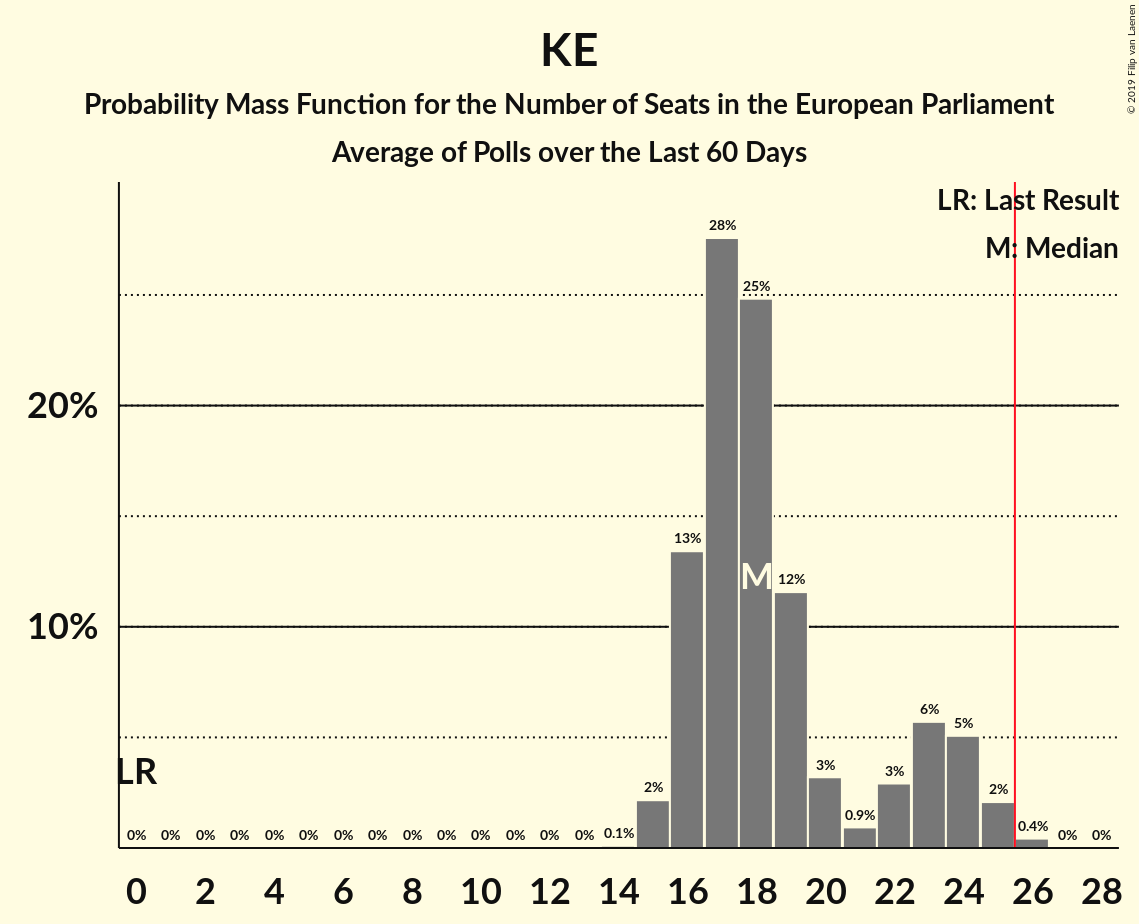 KE
Probability Mass Function for the Number of Seats in the European Parliament
Average of Polls over the Last 60 Days
© 2019 Filip van Laenen
LR: Last Result
M: Median
28%
25%
20%
13%
M
12%
10%
6%
5%
LR
3%
3%
2%
2%
0.9%
0% 0% 0% 0% 0% 0% 0% 0% 0% 0% 0% 0% 0% 0% 0.1% 0.4% 0% 0%
0 2 4 6 8 10 12 14 16 18 20 22 24 26 28